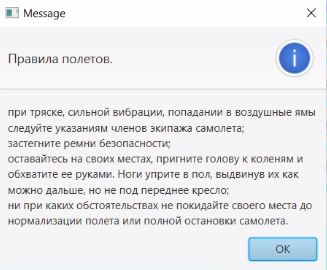 Message
Правила полетов.
при тряске, сильной вибрации, попадании в воздушные ямы
следуйте указаниям членов экипажа самолета;
застегните ремни безопасности;
оставайтесь на своих местах, пригните голову к коленям и
обхватите ее руками. Ноги уприте в пол, выдвинув их как
можно дальше, но не под переднее кресло;
ни при каких обстоятельствах не покидайте своего места до
нормализации полета или полной остановки самолета.
OK